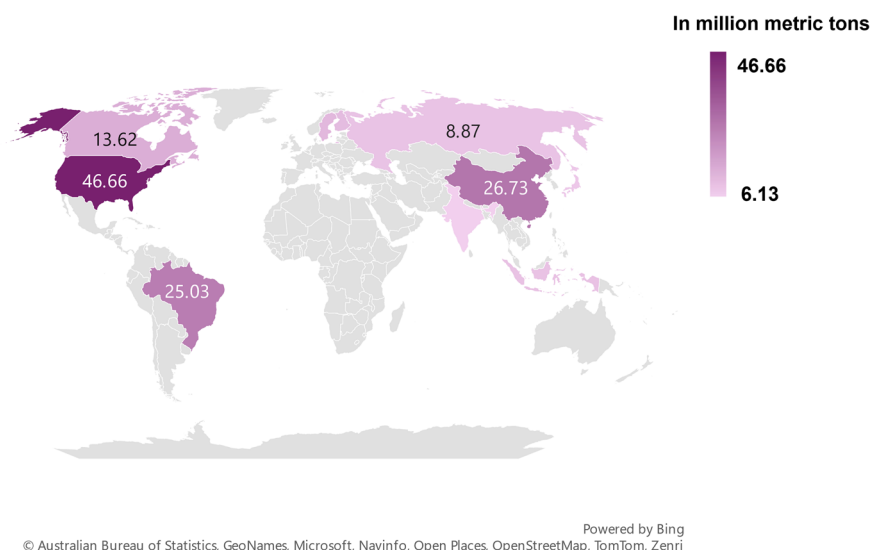 In million metric tons
46.66
6.13
13.62
8.87
46.66
26.73
25.03
Powered by Bing
© Australian Bureau of Statistics, GeoNames, Microsoft, Navinfo, Open Places, OpenStreetMap, TomTom, Zenri